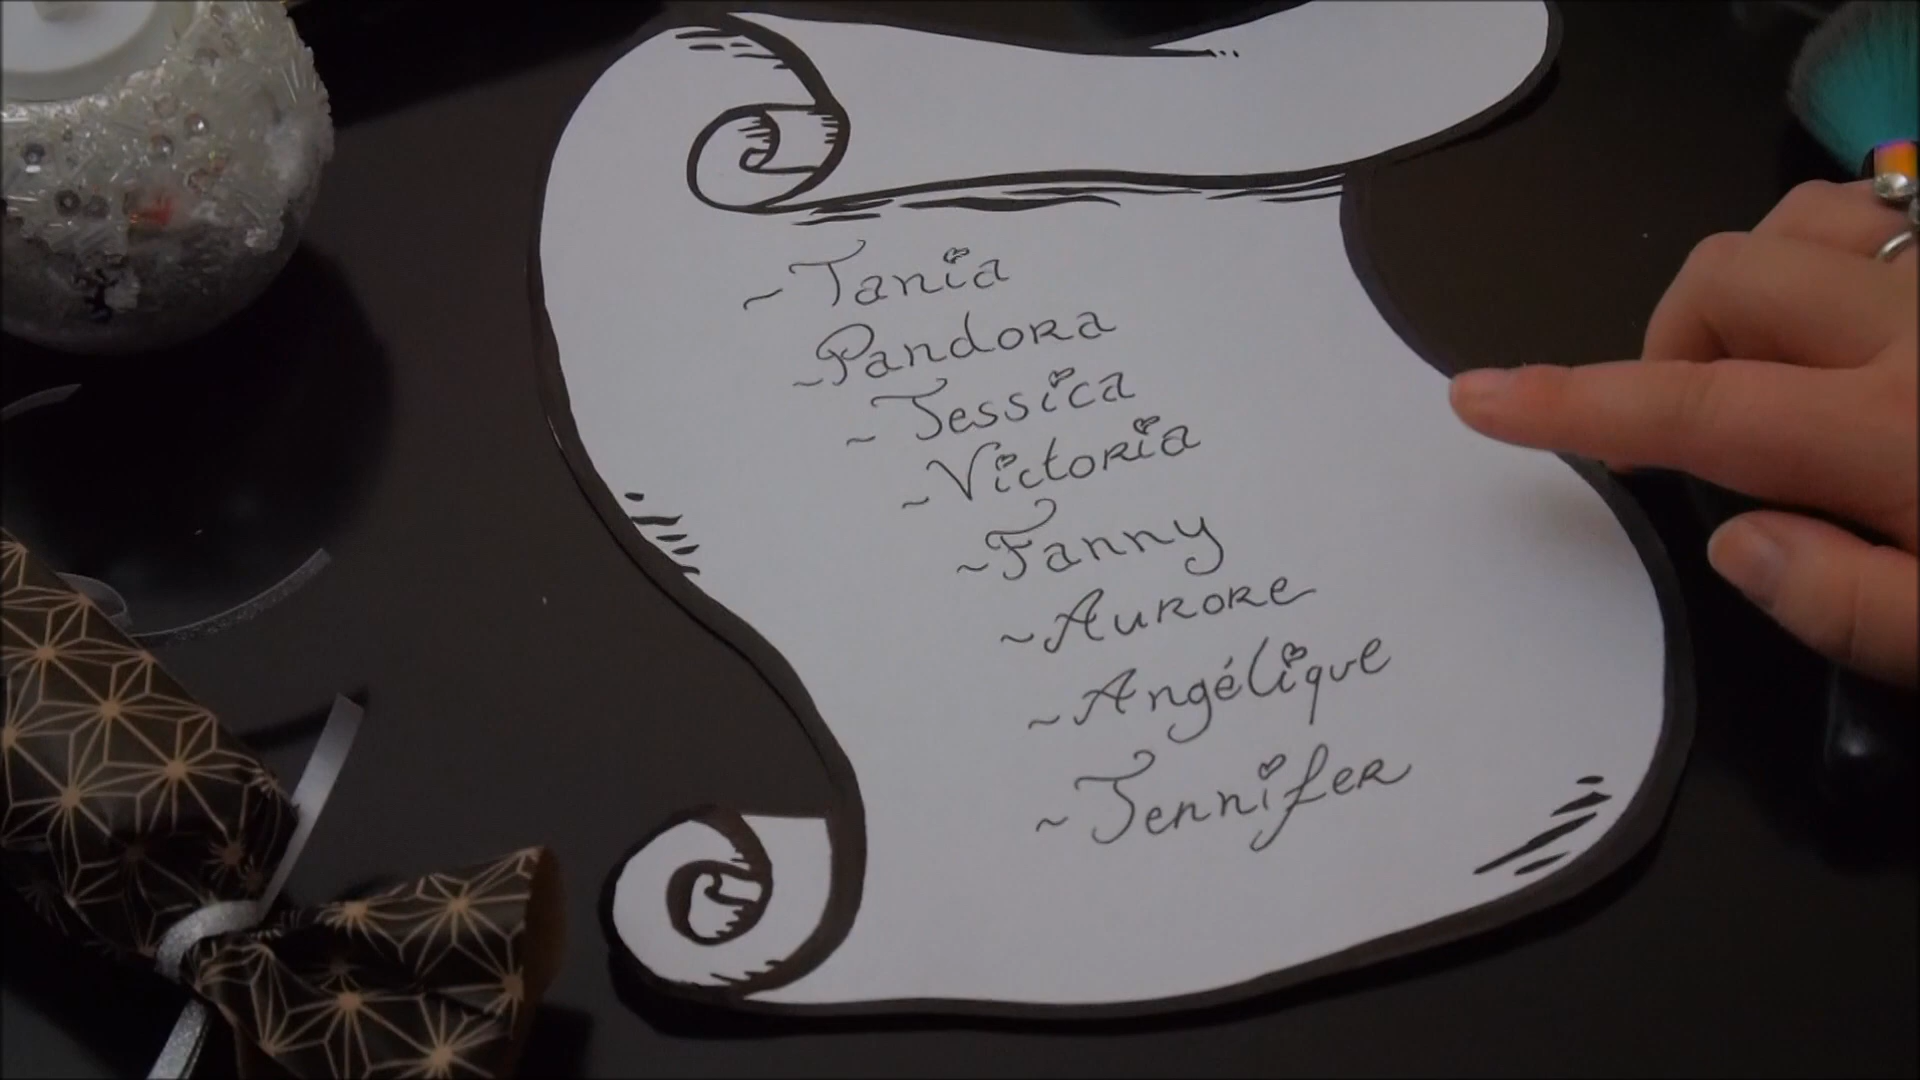 ~ Tania
~ Pandora
~ Jessica
~ Victoria
~ Fanny
~ Aurore
~ Angélique
~ Jennifer